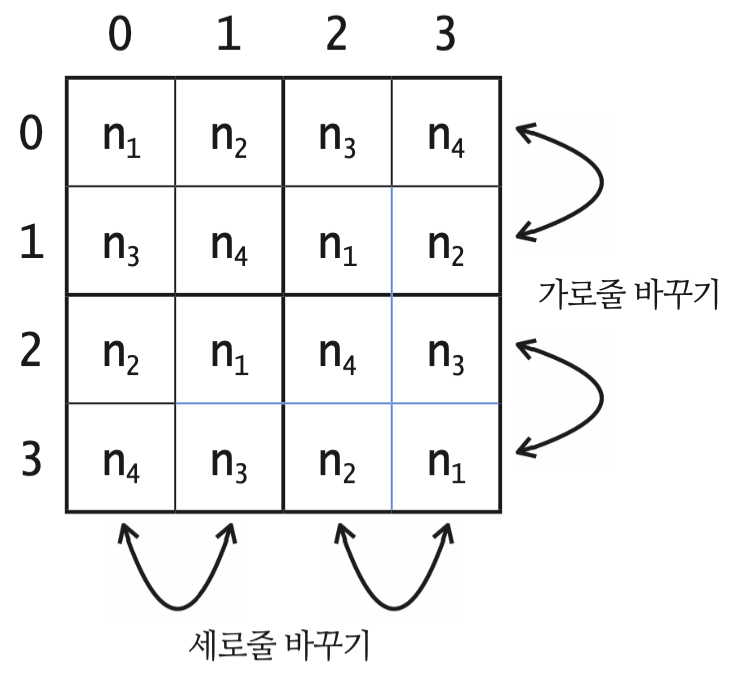 0 1 2 3
0 n₁ n₂ n₃ n₄
1 n₃ n₄ n₁ n₂
가로줄 바꾸기
2 n₂ n₁ n₄ n₃
3 n₄ n₃ n₂ n₁
세로줄 바꾸기